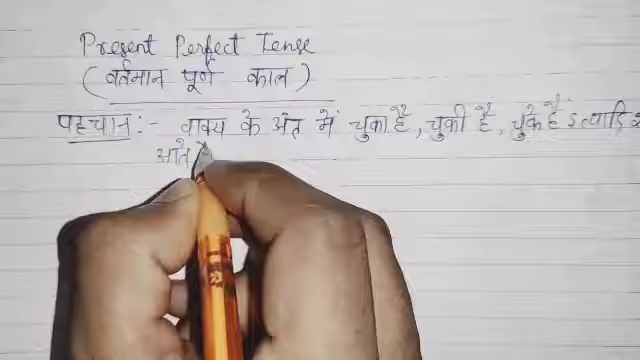 Present Perfect Tense
(वर्तमान पूर्ण काल)
पहचान :- वाक्य के अंत में चुका है, चुकी है, चुके हैं इत्यादि
आते